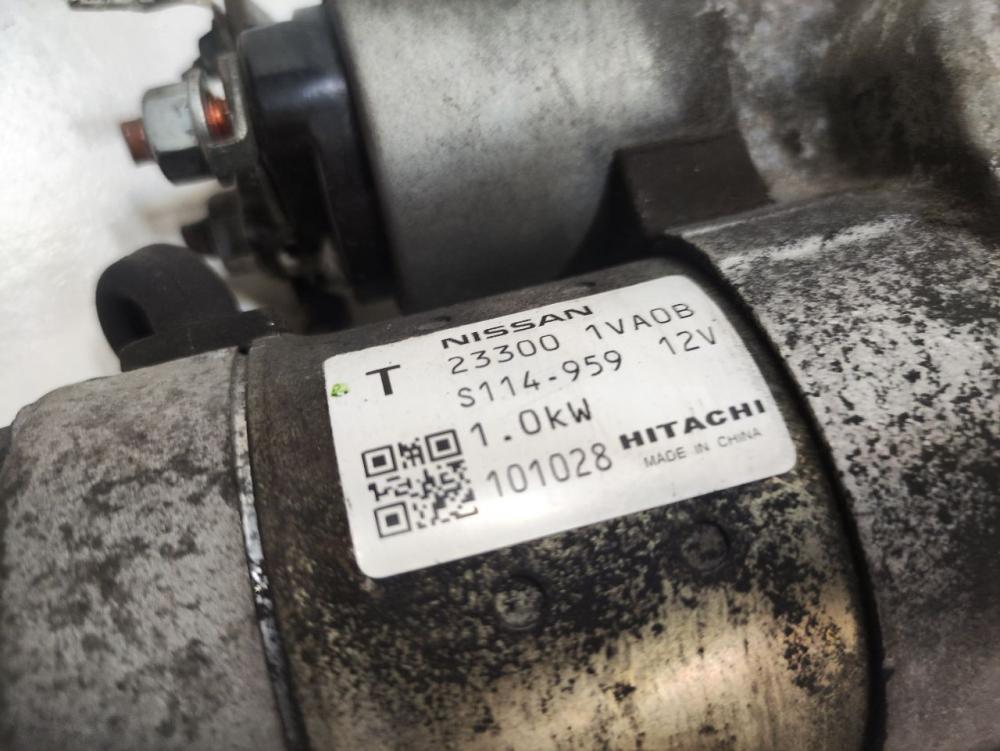 NISSAN
T 23300 1VA0B
S114-959 12V
1.0kW
101028 HITACHI
MADE IN CHINA